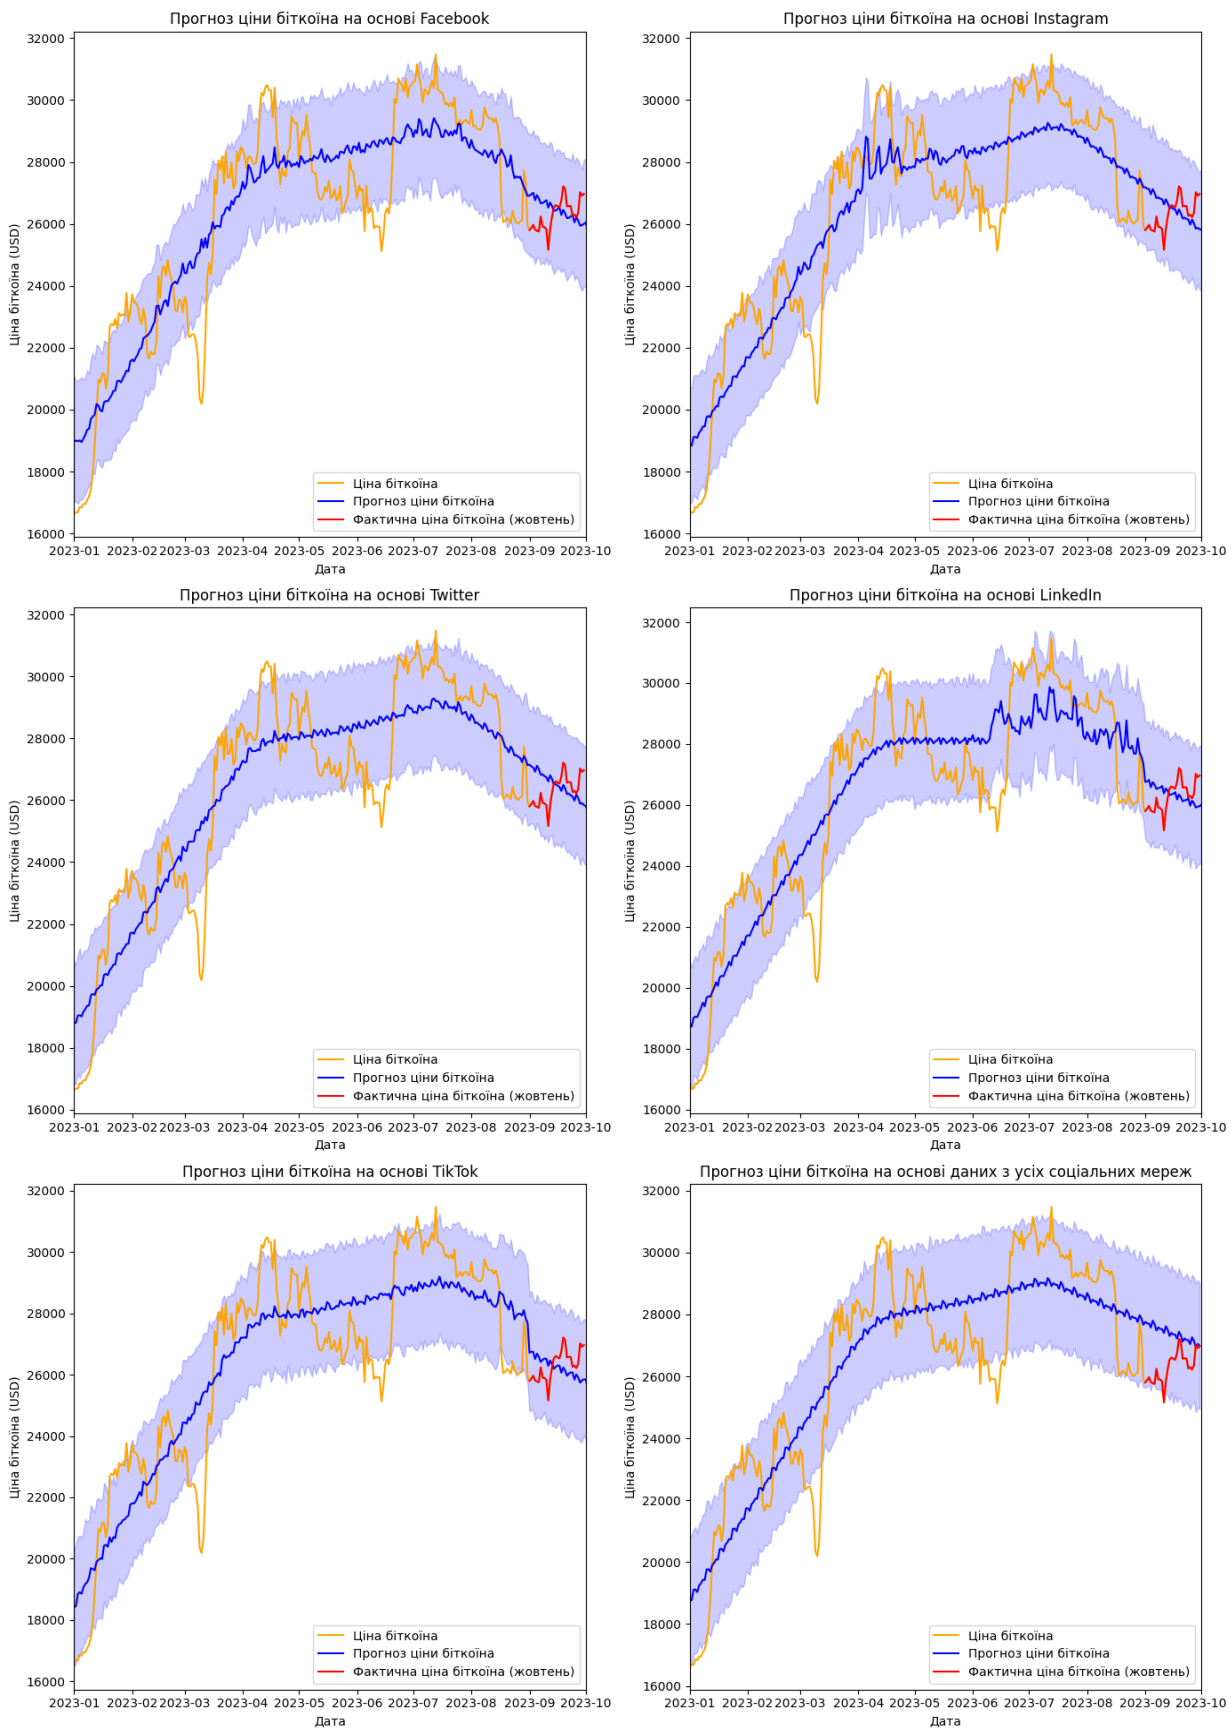 Прогноз ціни біткоїна на основі Facebook
Ціна біткоїна (USD)
32000
30000
28000
26000
24000
22000
20000
18000
16000
Ціна біткоїна
Прогноз ціни біткоїна
Фактична ціна біткоїна (жовтень)
2023-01 2023-02 2023-03 2023-04 2023-05 2023-06 2023-07 2023-08 2023-09 2023-10
Дата
Прогноз ціни біткоїна на основі Instagram
Ціна біткоїна (USD)
32000
30000
28000
26000
24000
22000
20000
18000
16000
Ціна біткоїна
Прогноз ціни біткоїна
Фактична ціна біткоїна (жовтень)
2023-01 2023-02 2023-03 2023-04 2023-05 2023-06 2023-07 2023-08 2023-09 2023-10
Дата
Прогноз ціни біткоїна на основі Twitter
Ціна біткоїна (USD)
32000
30000
28000
26000
24000
22000
20000
18000
16000
Ціна біткоїна
Прогноз ціни біткоїна
Фактична ціна біткоїна (жовтень)
2023-01 2023-02 2023-03 2023-04 2023-05 2023-06 2023-07 2023-08 2023-09 2023-10
Дата
Прогноз ціни біткоїна на основі LinkedIn
Ціна біткоїна (USD)
32000
30000
28000
26000
24000
22000
20000
18000
16000
Ціна біткоїна
Прогноз ціни біткоїна
Фактична ціна біткоїна (жовтень)
2023-01 2023-02 2023-03 2023-04 2023-05 2023-06 2023-07 2023-08 2023-09 2023-10
Дата
Прогноз ціни біткоїна на основі TikTok
Ціна біткоїна (USD)
32000
30000
28000
26000
24000
22000
20000
18000
16000
Ціна біткоїна
Прогноз ціни біткоїна
Фактична ціна біткоїна (жовтень)
2023-01 2023-02 2023-03 2023-04 2023-05 2023-06 2023-07 2023-08 2023-09 2023-10
Дата
Прогноз ціни біткоїна на основі даних з усіх соціальних мереж
Ціна біткоїна (USD)
32000
30000
28000
26000
24000
22000
20000
18000
16000
Ціна біткоїна
Прогноз ціни біткоїна
Фактична ціна біткоїна (жовтень)
2023-01 2023-02 2023-03 2023-04 2023-05 2023-06 2023-07 2023-08 2023-09 2023-10
Дата